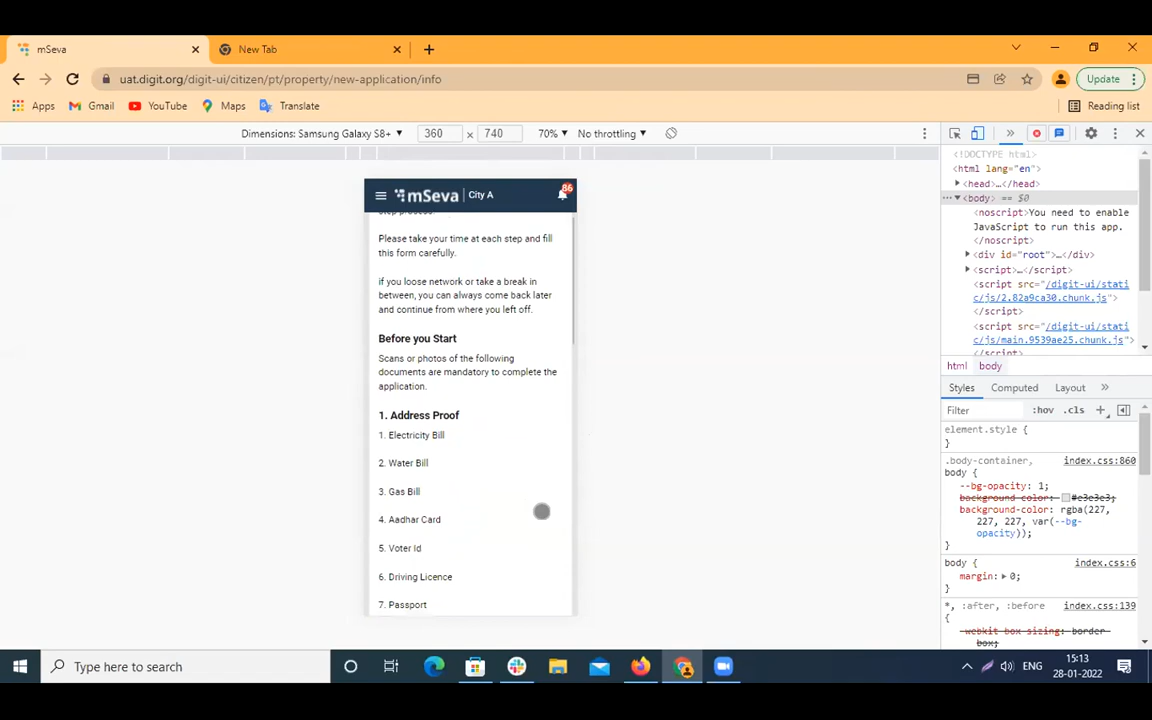 mSeva
New Tab
uat.digit.org/digit-ui/citizen/pt/property/new-application/info
Update
Apps
Gmail
YouTube
Maps
Translate
Reading list
Dimensions: Samsung Galaxy S8+
360 x 740
70%
No throttling
mSeva
City A
86
Please take your time at each step and fill
this form carefully.
if you loose network or take a break in
between, you can always come back later
and continue from where you left off.
Before you Start
Scans or photos of the following
documents are mandatory to complete the
application.
1. Address Proof
1. Electricity Bill
2. Water Bill
3. Gas Bill
4. Aadhar Card
5. Voter Id
6. Driving Licence
7. Passport
<!DOCTYPE html>
<html lang="en">
<head>…</head>
<body> == $0
<noscript>You need to enable
JavaScript to run this app.
</noscript>
<div id="root">…</div>
<script>…</script>
<script src="/digit-ui/stati
c/js/2.82a9ca30.chunk.js">
</script>
<script src="/digit-ui/stati
c/js/main.9539ae25.chunk.js">
</script>
html body
Styles Computed Layout
Filter :hov .cls
element.style {
}
.body-container, index.css:860
body {
--bg-opacity: 1;
background-color: #e3e3e3;
background-color: rgba(227,
227, 227, var(--bg-
opacity));
}
body { index.css:6
margin: 0;
}
*, :after, :before index.css:139
{
-webkit-box-sizing: border-
box;
Type here to search
ENG
15:13
28-01-2022